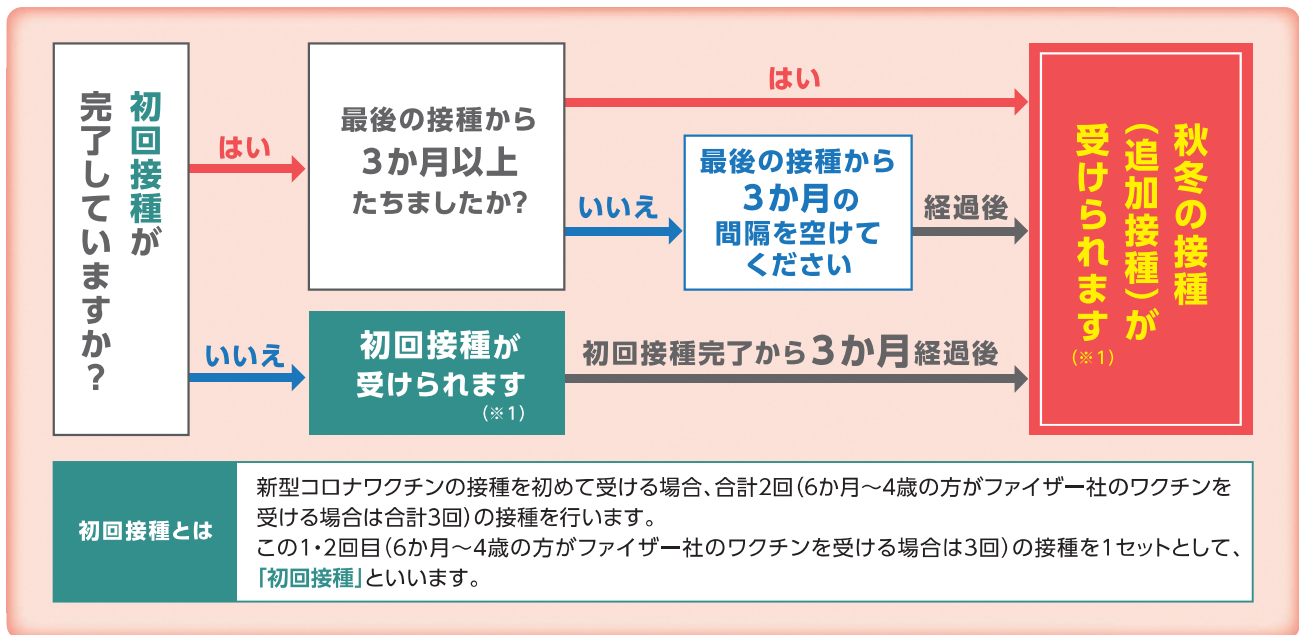 初回接種が
完了していますか？
はい
最後の接種から
3か月以上
たちましたか？
はい
いいえ
最後の接種から
3か月の
間隔を空けて
ください
経過後
いいえ
初回接種が
受けられます
（※1）
初回接種完了から3か月経過後
秋冬の接種
（追加接種）が
受けられます
（※1）
初回接種とは
新型コロナワクチンの接種を初めて受ける場合、合計2回（6か月～4歳の方がファイザー社のワクチンを
受ける場合は合計3回）の接種を行います。
この1・2回目（6か月～4歳の方がファイザー社のワクチンを受ける場合は3回）の接種を1セットとして、
「初回接種」といいます。